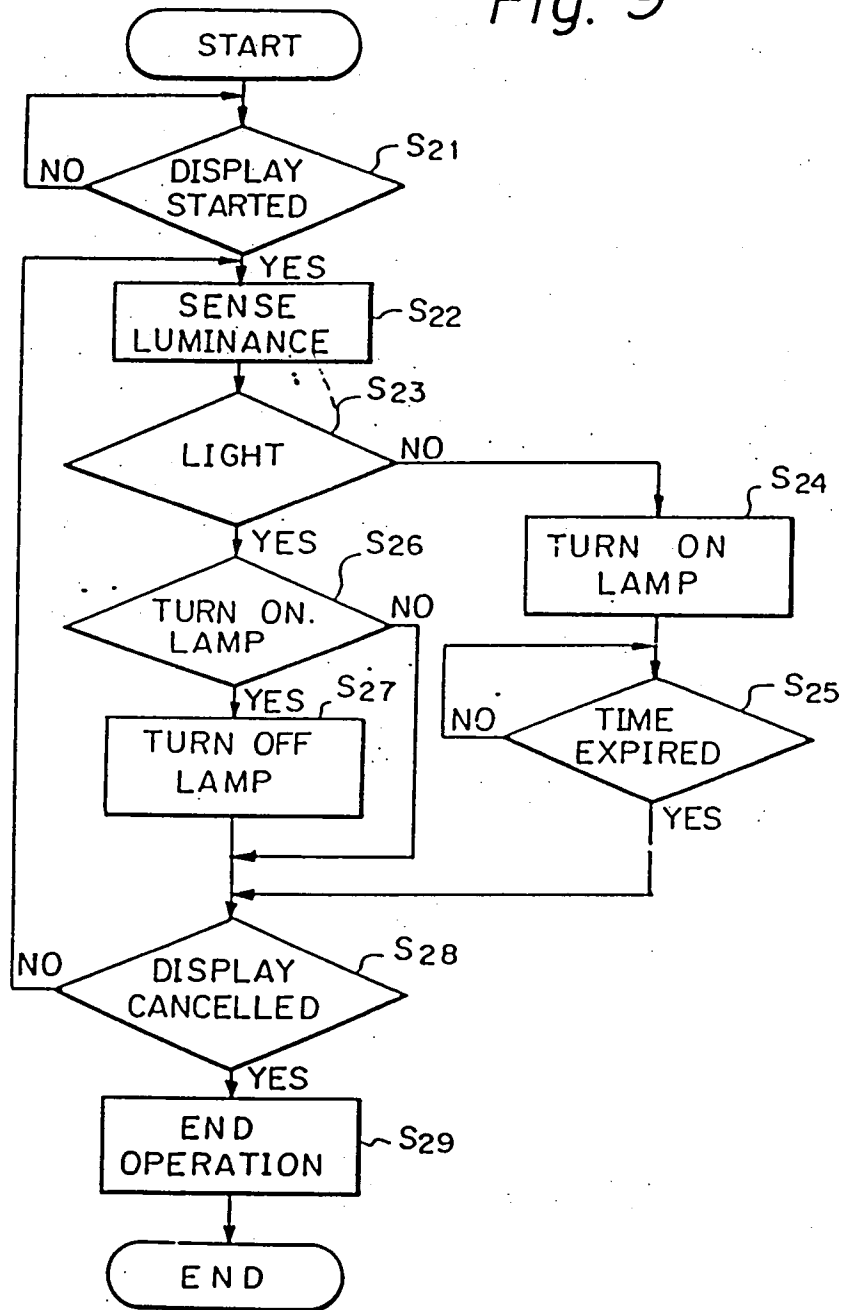 Fig. 9
START
S21
NO
DISPLAY
STARTED
YES
SENSE
LUMINANCE
S22
S23
LIGHT
NO
S24
YES
TURN ON
LAMP
S26
TURN ON.
LAMP
NO
YES
S27
TURN OFF
LAMP
S25
NO
TIME
EXPIRED
YES
S28
NO
DISPLAY
CANCELLED
YES
END
OPERATION
S29
END